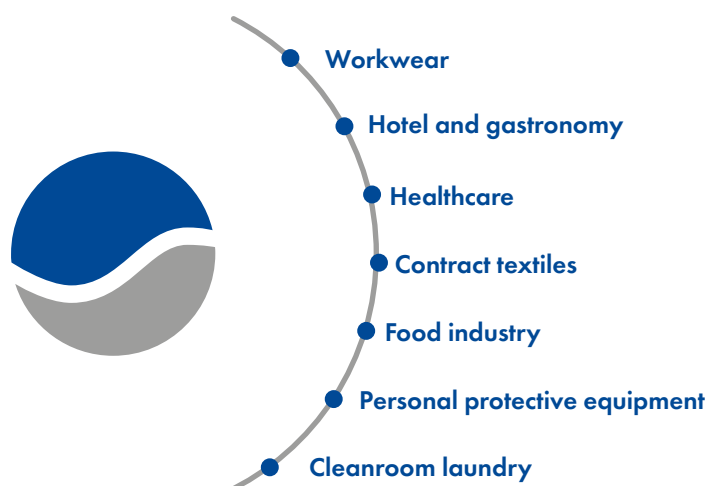 Workwear
Hotel and gastronomy
Healthcare
Contract textiles
Food industry
Personal protective equipment
Cleanroom laundry